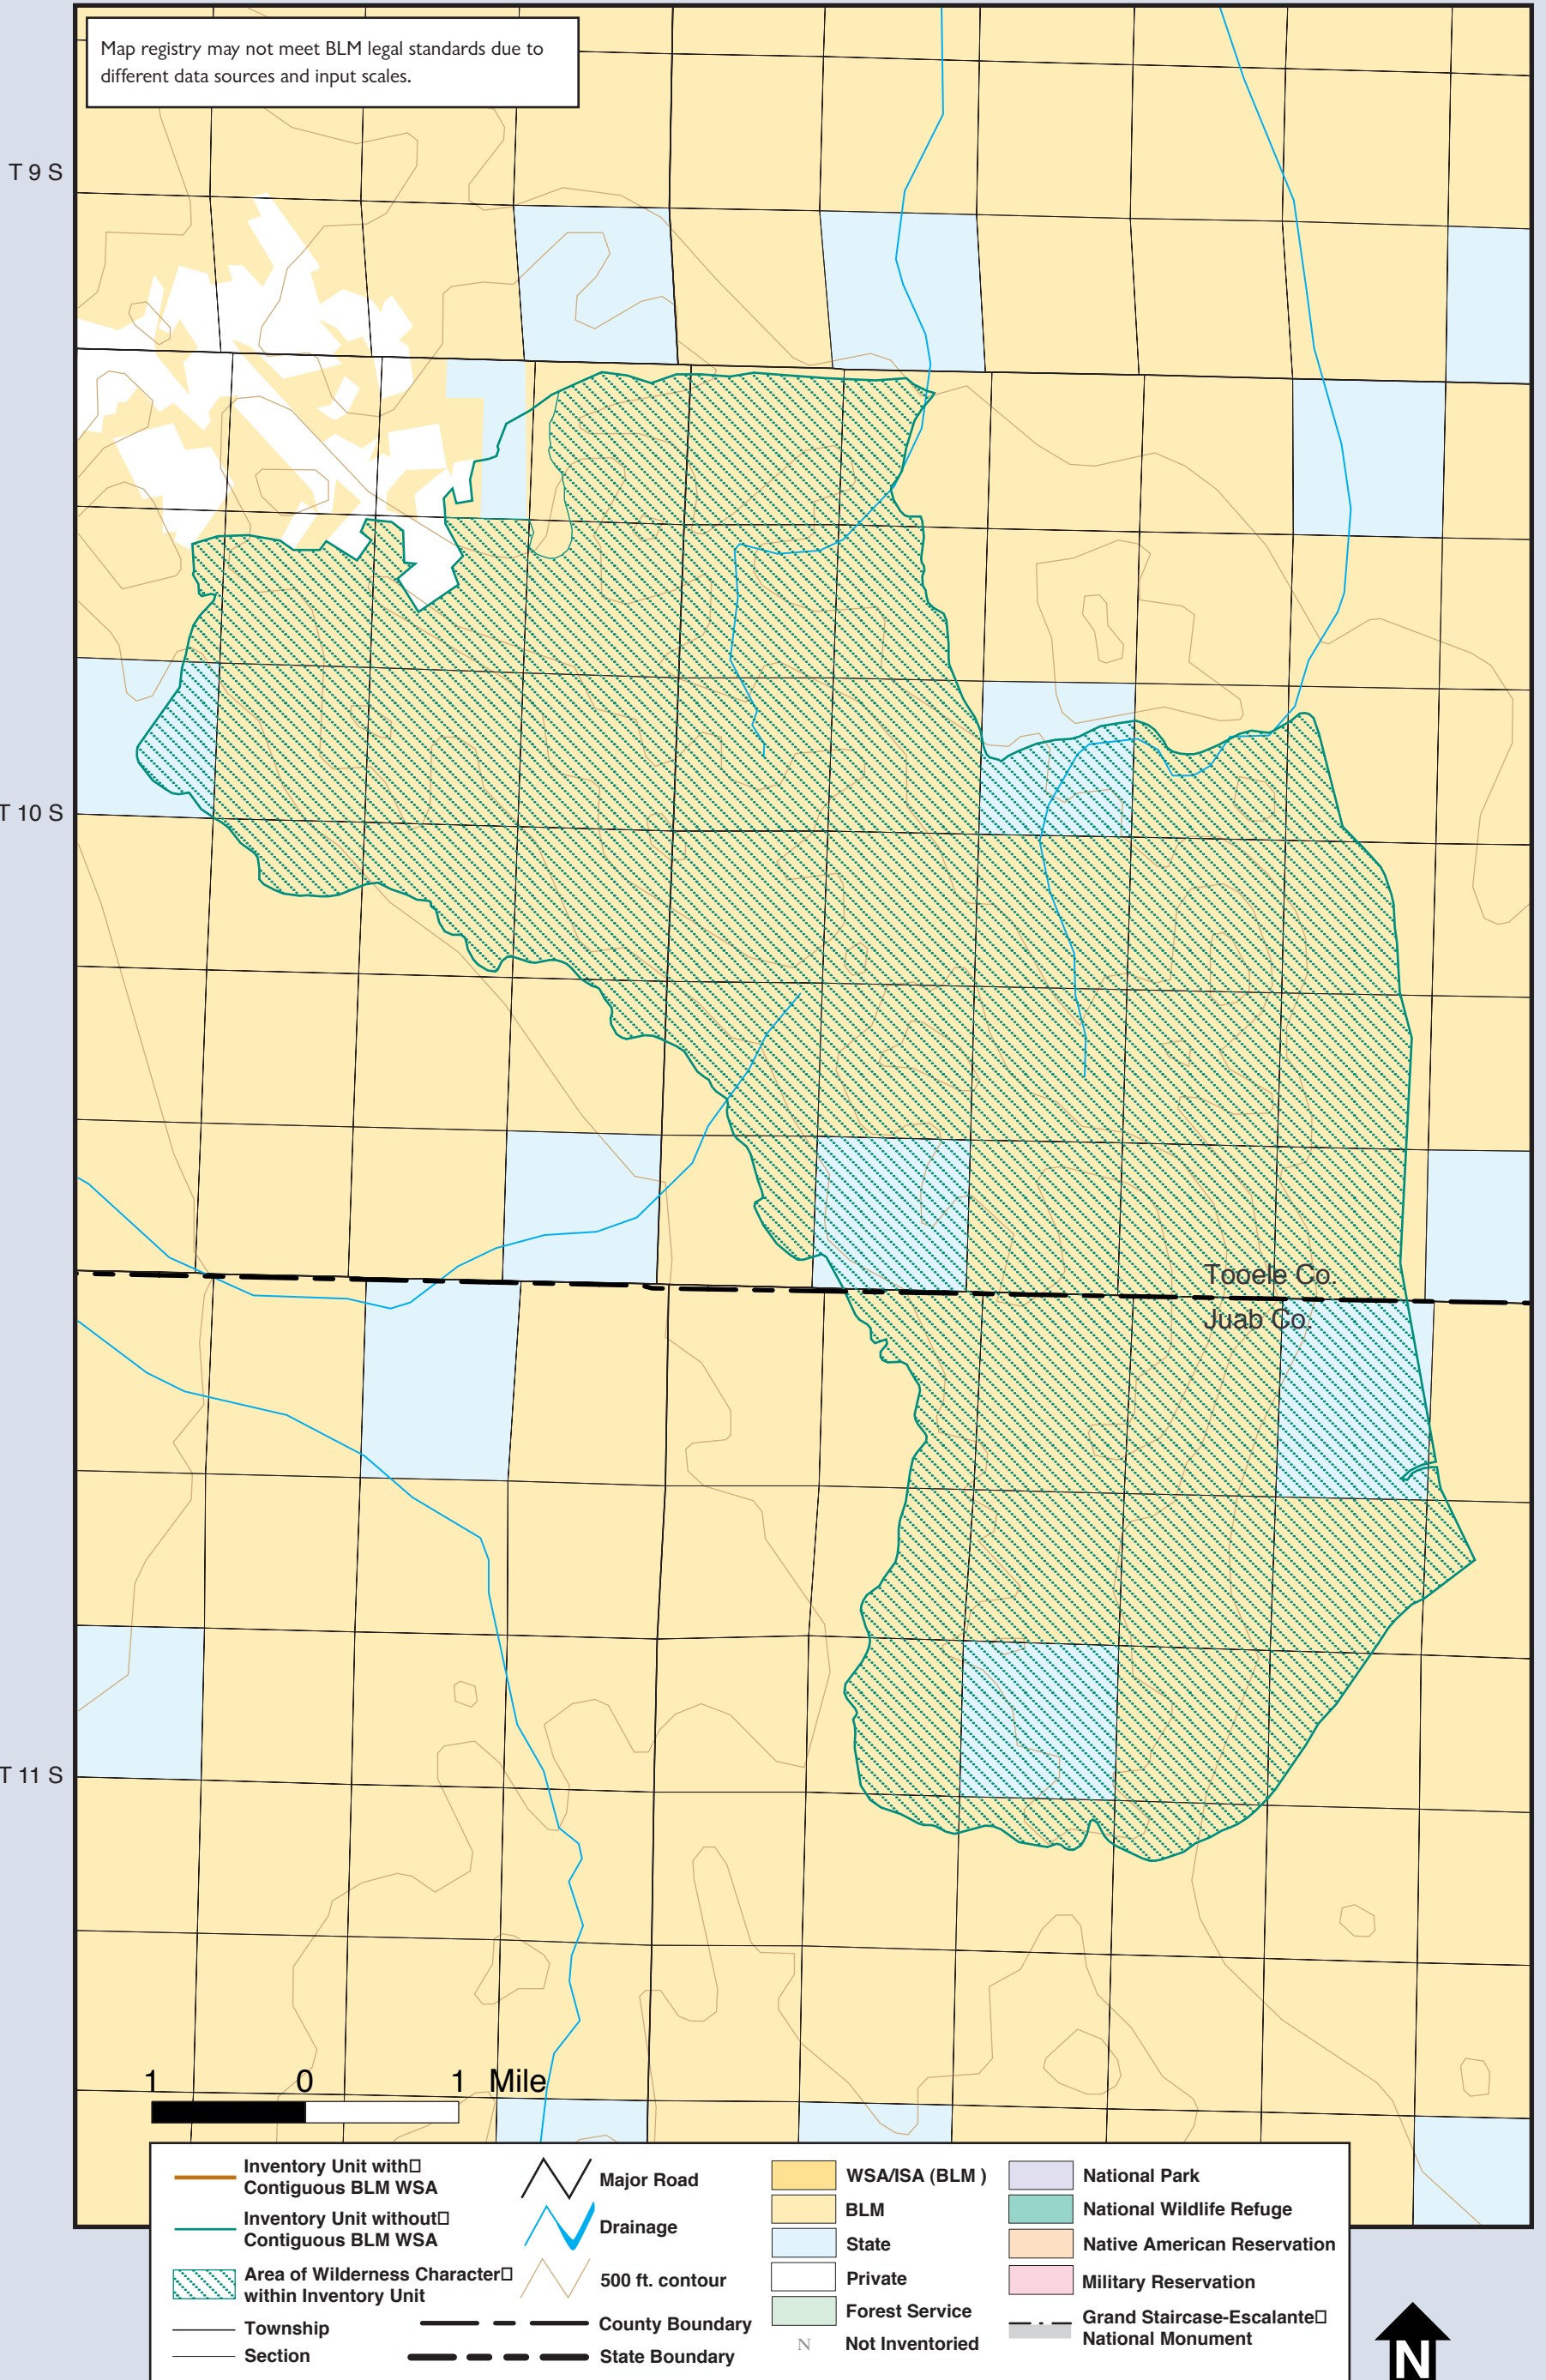 Map registry may not meet BLM legal standards due to
different data sources and input scales.
T 9 S
T 10 S
Tooele Co.
Juab Co.
T 11 S
1 0 1 Mile
Inventory Unit with□
Contiguous BLM WSA
Inventory Unit without□
Contiguous BLM WSA
Area of Wilderness Character□
within Inventory Unit
Township
Section
Major Road
Drainage
500 ft. contour
County Boundary
State Boundary
WSA/ISA (BLM )
BLM
State
Private
Forest Service
N Not Inventoried
National Park
National Wildlife Refuge
Native American Reservation
Military Reservation
Grand Staircase-Escalante□
National Monument
N